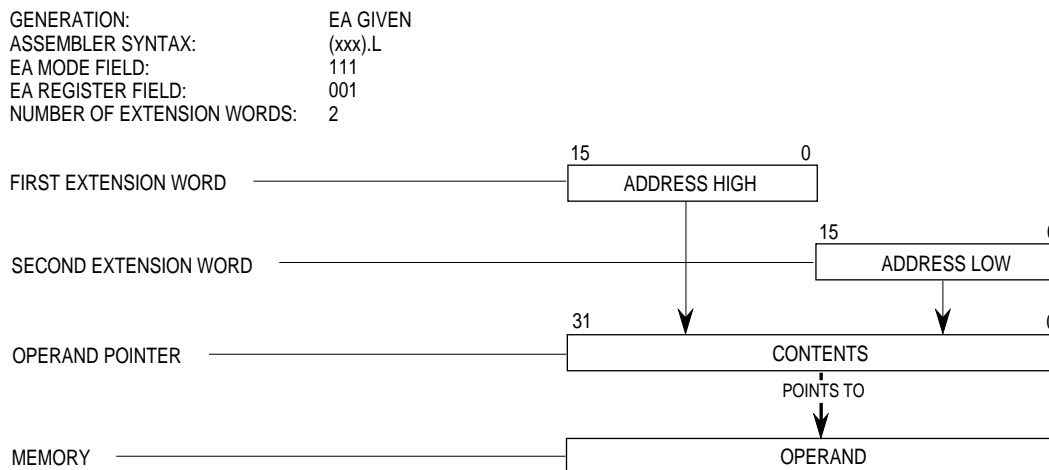 GENERATION: EA GIVEN
ASSEMBLER SYNTAX: (xxx).L
EA MODE FIELD: 111
EA REGISTER FIELD: 001
NUMBER OF EXTENSION WORDS: 2
15 0
FIRST EXTENSION WORD ADDRESS HIGH
15
SECOND EXTENSION WORD ADDRESS LOW
31
OPERAND POINTER CONTENTS
POINTS TO
MEMORY OPERAND